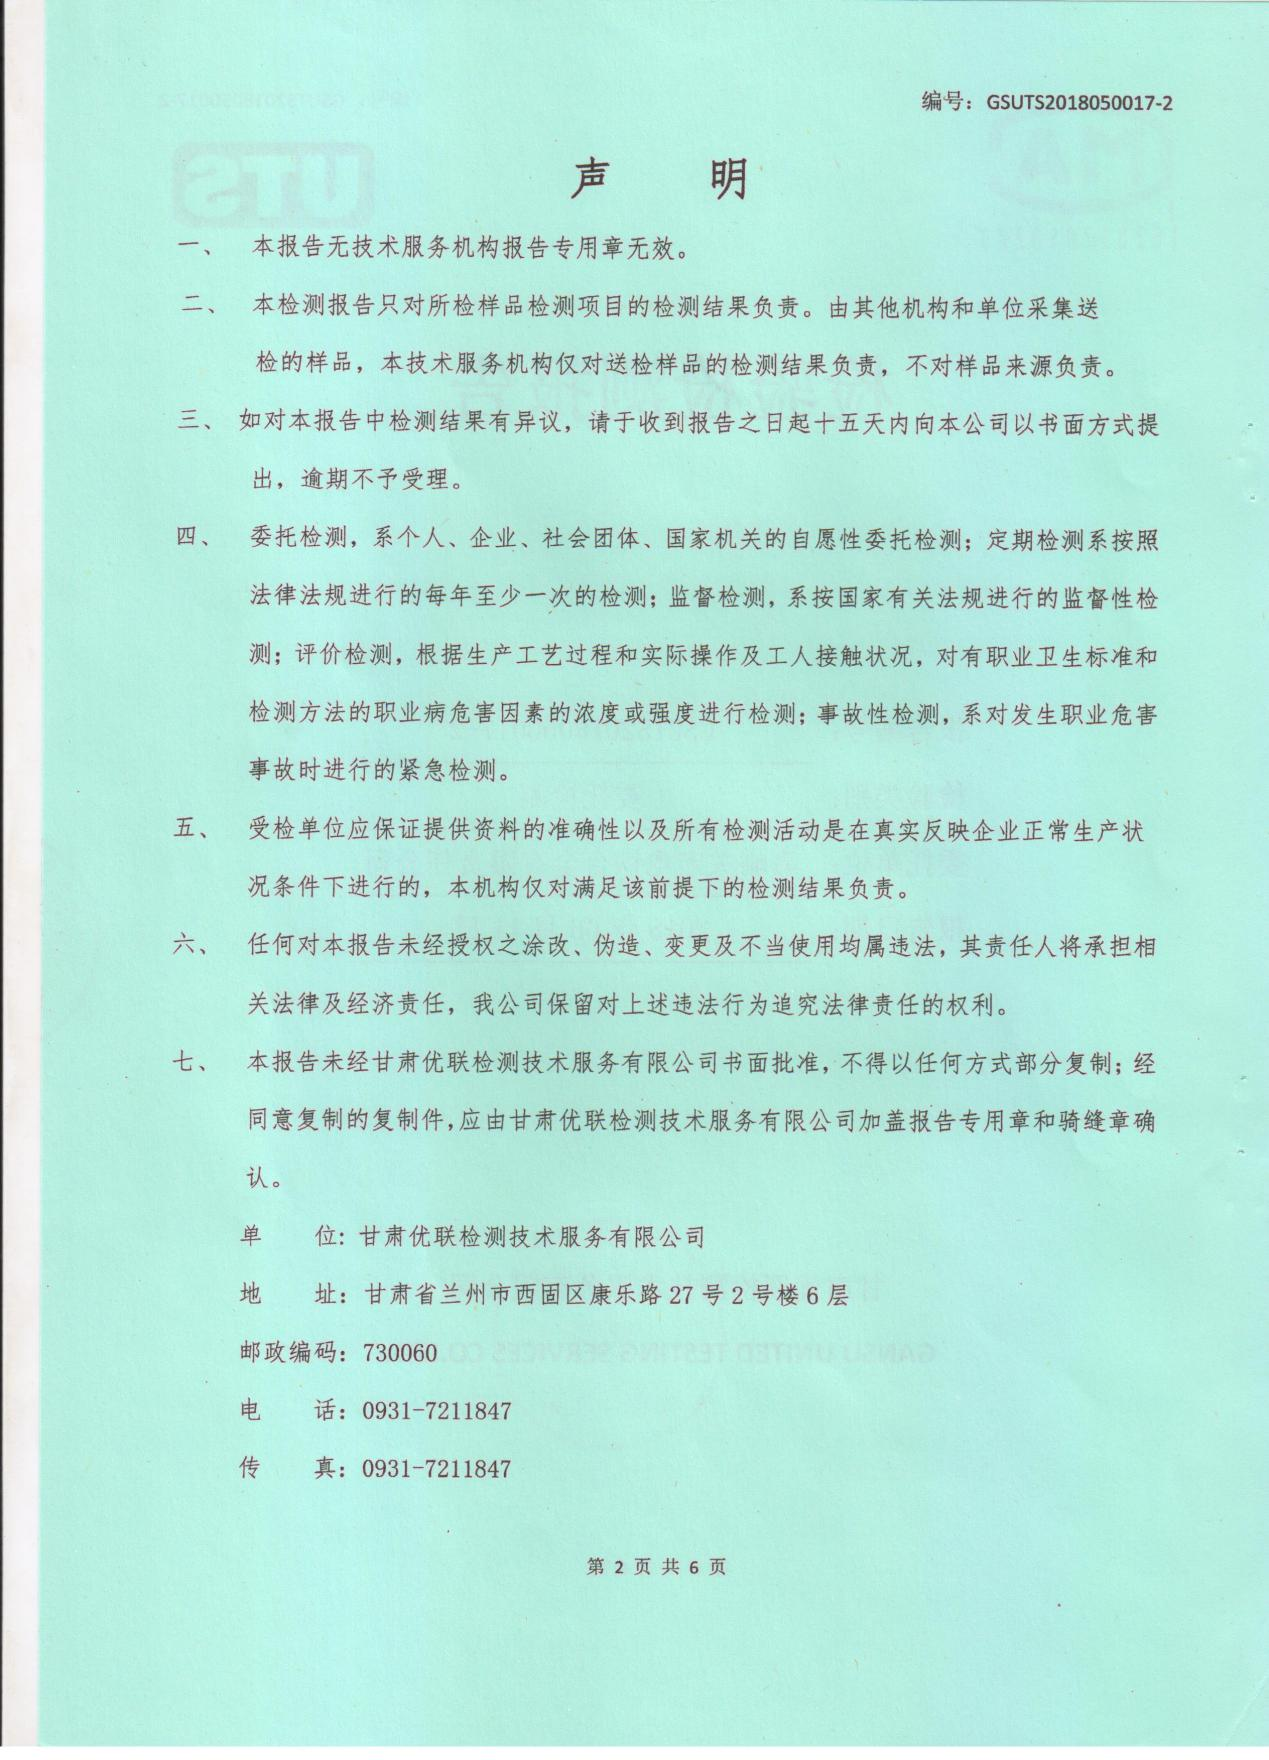 编号：GSUTS2018050017-2
声 明
一、 本报告无技术服务机构报告专用章无效。
二、 本检测报告只对所检样品检测项目的检测结果负责。由其他机构和单位采集送
检的样品，本技术服务机构仅对送检样品的检测结果负责，不对样品来源负责。
三、 如对本报告中检测结果有异议，请于收到报告之日起十五天内向本公司以书面方式提
出，逾期不予受理。
四、 委托检测，系个人、企业、社会团体、国家机关的自愿性委托检测；定期检测系按照
法律法规进行的每年至少一次的检测；监督检测，系按国家有关法规进行的监督性检
测；评价检测，根据生产工艺过程和实际操作及工人接触状况，对有职业卫生标准和
检测方法的职业病危害因素的浓度或强度进行检测；事故性检测，系对发生职业危害
事故时进行的紧急检测。
五、 受检单位应保证提供资料的准确性以及所有检测活动是在真实反映企业正常生产状
况条件下进行的，本机构仅对满足该前提下的检测结果负责。
六、 任何对本报告未经授权之涂改、伪造、变更及不当使用均属违法，其责任人将承担相
关法律及经济责任，我公司保留对上述违法行为追究法律责任的权利。
七、 本报告未经甘肃优联检测技术服务有限公司书面批准，不得以任何方式部分复制；经
同意复制的复制件，应由甘肃优联检测技术服务有限公司加盖报告专用章和骑缝章确
认。
单 位：甘肃优联检测技术服务有限公司
地 址：甘肃省兰州市西固区康乐路27号2号楼6层
邮政编码：730060
电 话：0931-7211847
传 真：0931-7211847
第 2 页 共 6 页